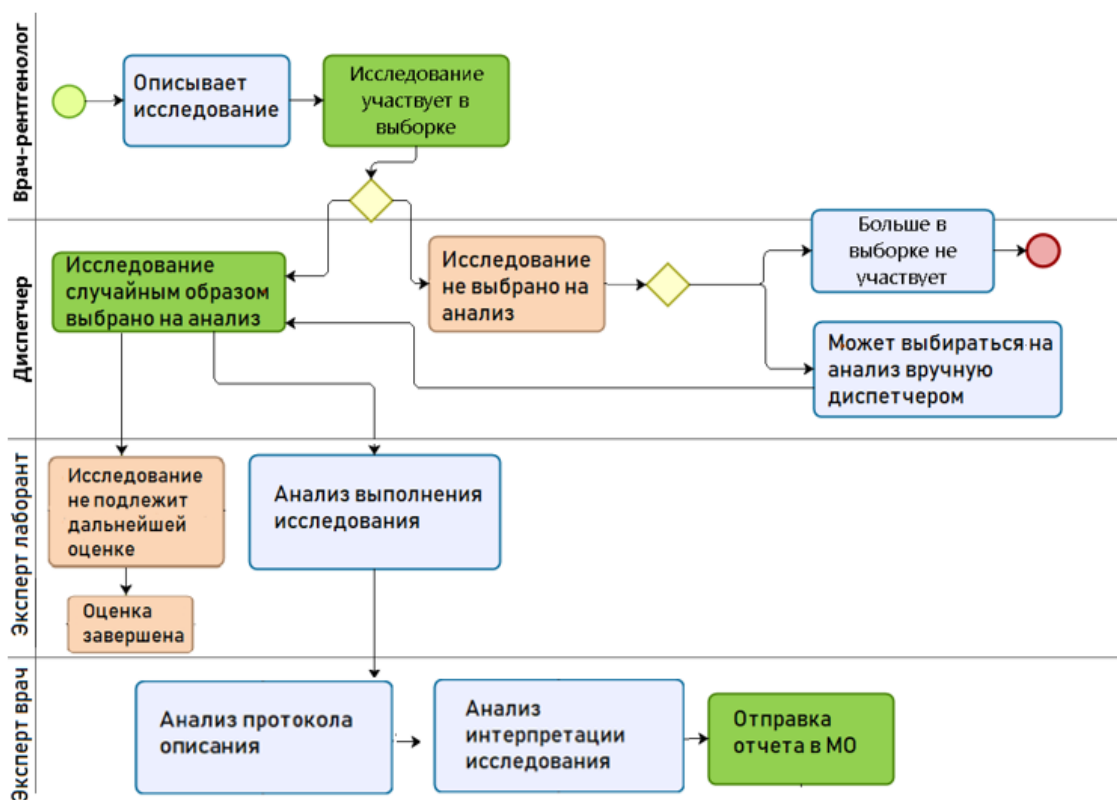 Врач-рентгенолог
Описывает
исследование
Исследование
участвует в
выборке
Диспетчер
Исследование
случайным образом
выбрано на анализ
Исследование
не выбрано на
анализ
Больше в
выборке не
участвует
Может выбираться на
анализ вручную
диспетчером
Эксперт лаборант
Исследование
не подлежит
дальнейшей
оценке
Оценка
завершена
Анализ выполнения
исследования
Эксперт врач
Анализ протокола
описания
Анализ
интерпретации
исследования
Отправка
отчета в МО